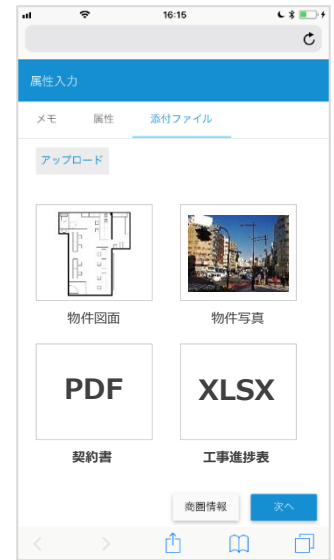 16:15
属性入力
メモ 属性 添付ファイル
アップロード
物件図面 物件写真
PDF XLSX
契約書 工事進捗表
商圏情報 次へ